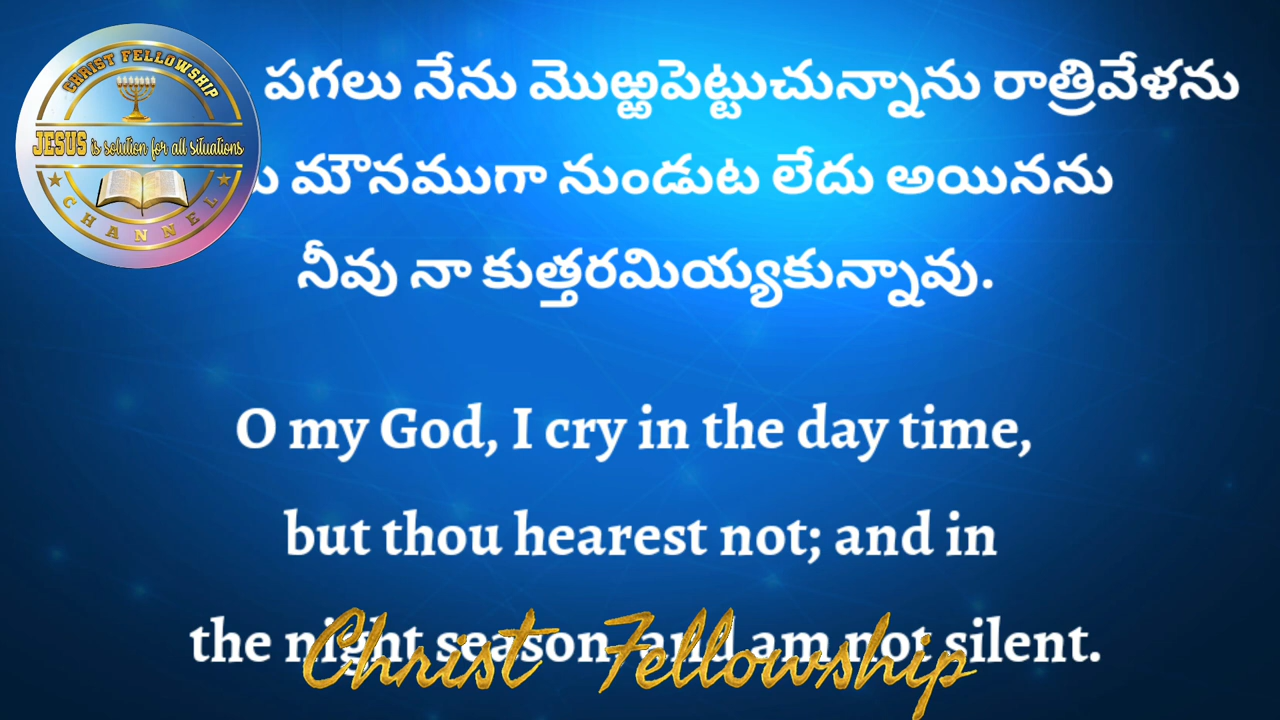 CHRIST FELLOWSHIP
JESUS is solution for all situations
CHANNEL
పగలు నేను మొఱ్ఱపెట్టుచున్నాను రాత్రివేళను
మౌనముగా నుండుట లేదు అయినను
నీవు నా కుత్తరమియ్యకున్నావు.
O my God, I cry in the day time,
but thou hearest not; and in
the night season, and am not silent.
Christ Fellowship